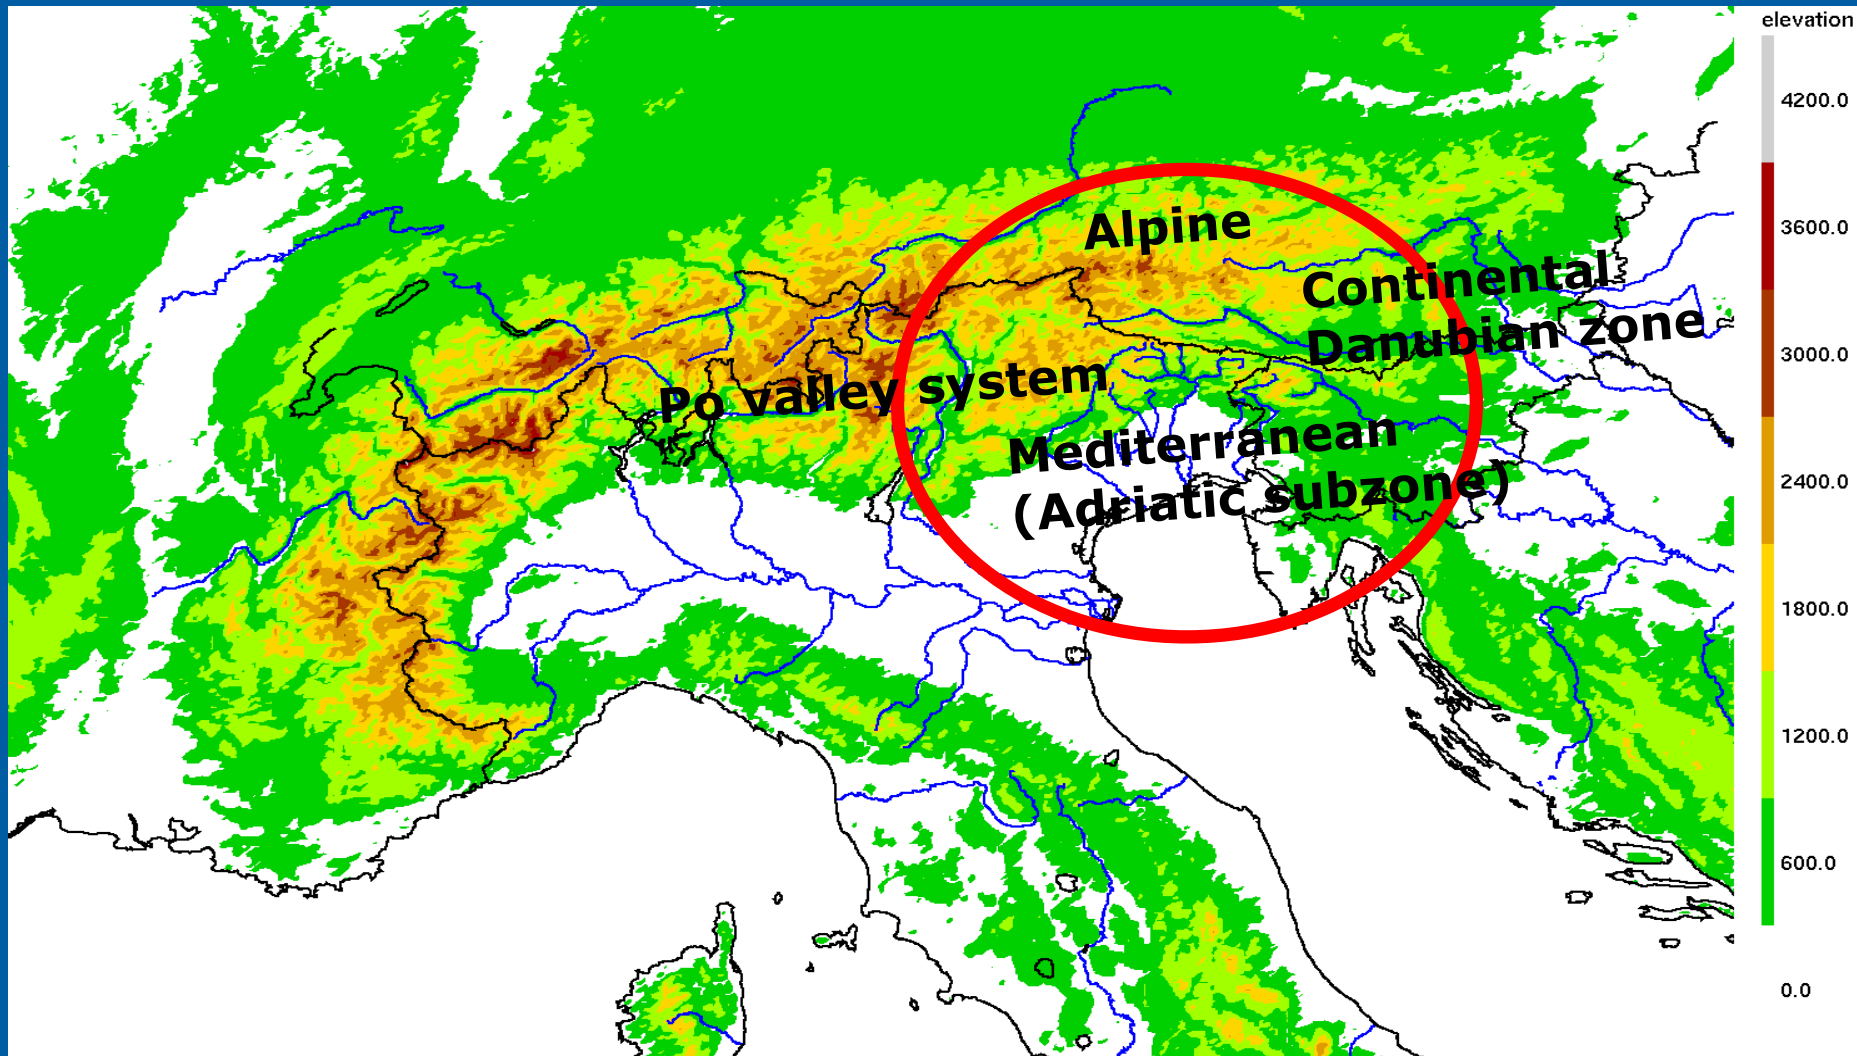 elevation
4200.0
3600.0
3000.0
2400.0
1800.0
1200.0
600.0
0.0
Alpine
Continental
Danubian zone
Po valley system
Mediterranean
(Adriatic subzone)